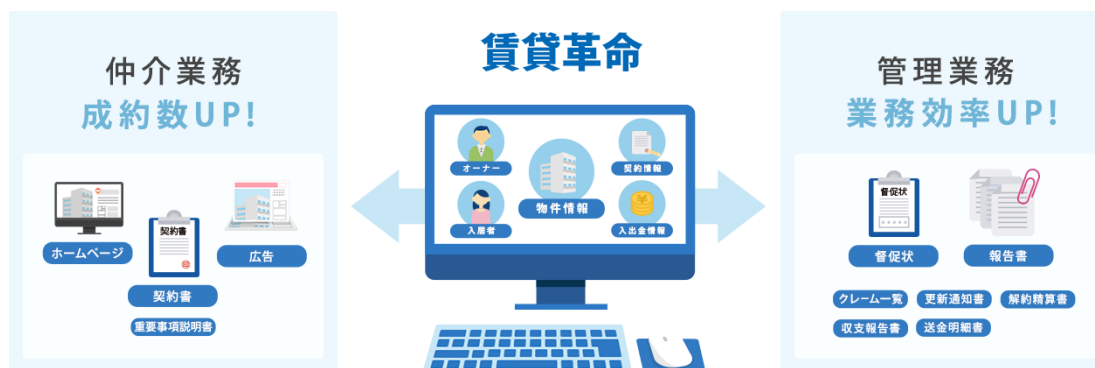 仲介業務
成約数UP!
契約書
ホームページ
広告
契約書
重要事項説明書
賃貸革命
オーナー
契約情報
物件情報
入居者
入出金情報
管理業務
業務効率UP!
督促状
督促状
報告書
クレーム一覧
更新通知書
解約精算書
収支報告書
送金明細書